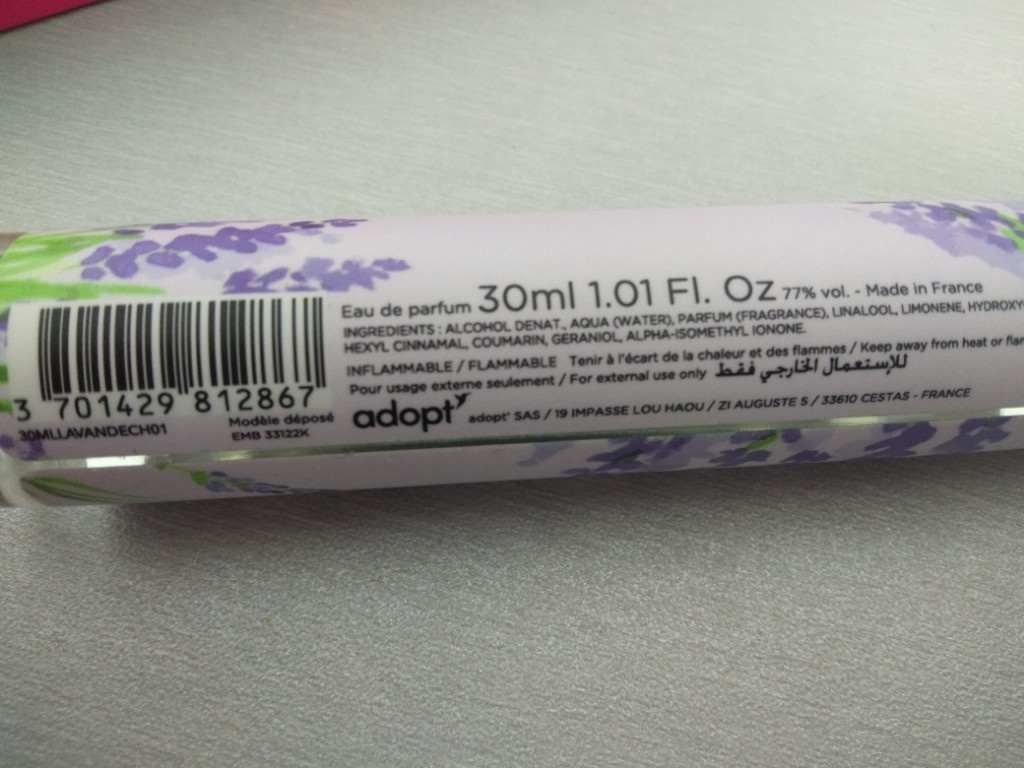 Eau de parfum 30ml 1.01 Fl. Oz 77% vol. - Made in France
INGREDIENTS : ALCOHOL DENAT., AQUA (WATER), PARFUM (FRAGRANCE), LINALOOL, LIMONENE,
HEXYL CINNAMAL, COUMARIN, GERANIOL, ALPHA-ISOMETHYL IONONE.
INFLAMMABLE / FLAMMABLE Tenir à l'écart de la chaleur et des flammes / Keep away from heat or
Pour usage externe seulement / For external use only للإستعمال الخارجي فقط
adopt' adopt' SAS / 19 IMPASSE LOU HAOU / ZI AUGUSTE 5 / 33610 CESTAS - FRANCE
3 701429 812867
30MLLAVANDECH01
Modèle déposé
EMB 33122K